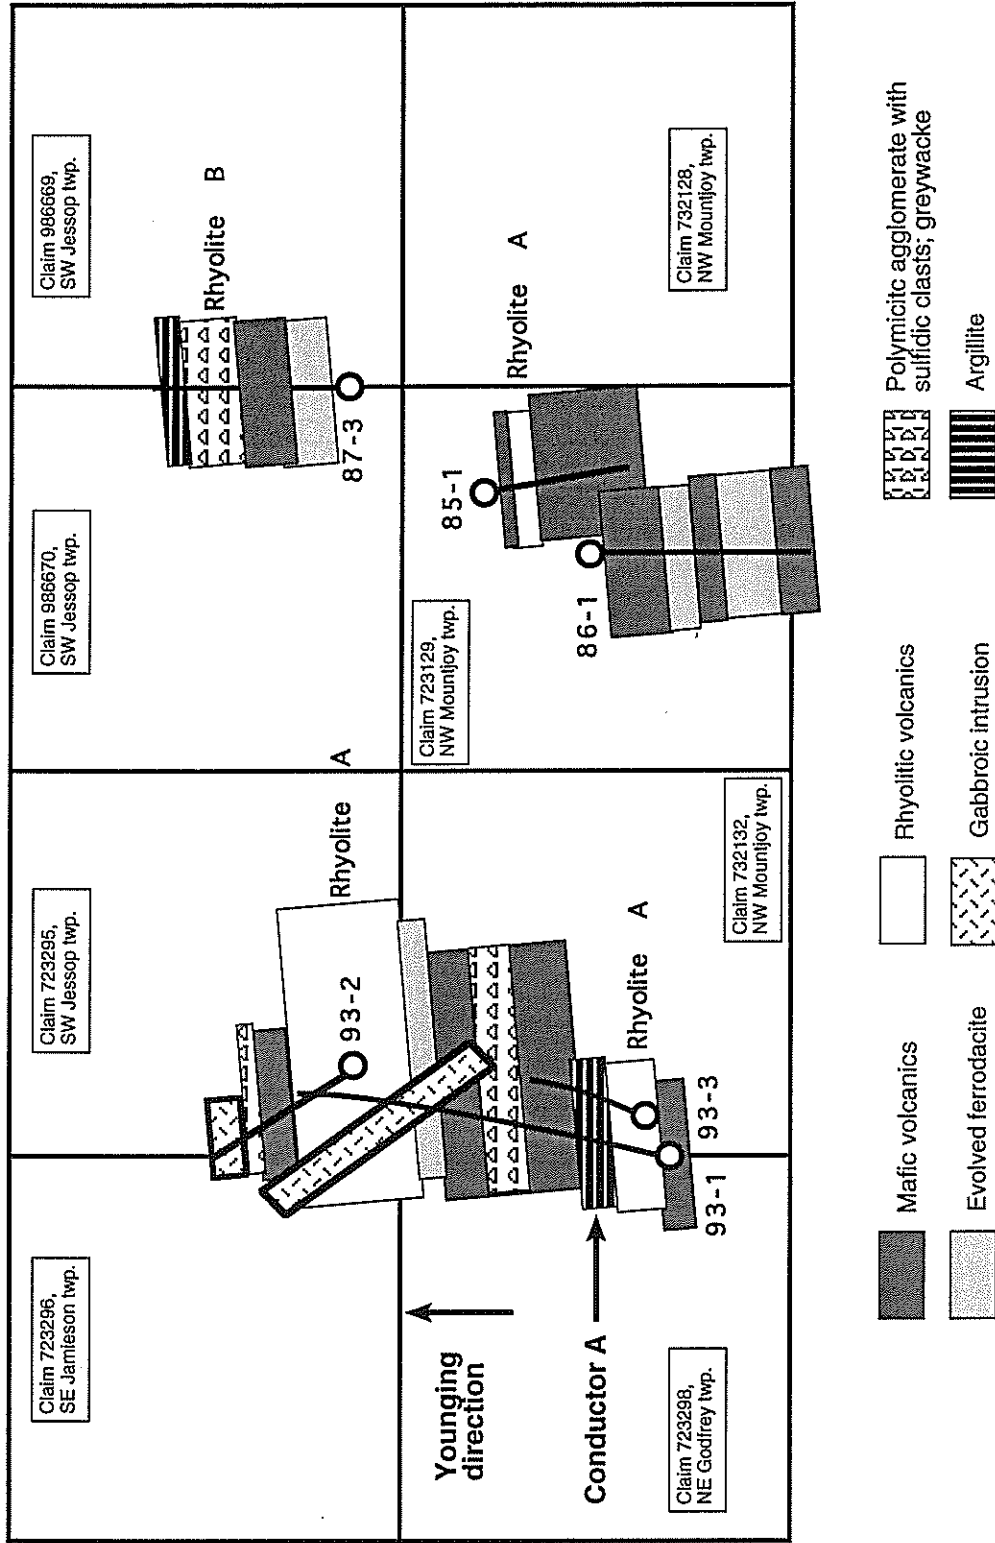 Claim 723296,
SE Jamieson twp.
Claim 723295,
SW Jessop twp.
Claim 986670,
SW Jessop twp.
Claim 986669,
SW Jessop twp.
Rhyolite B
87-3
93-2
Rhyolite A
Younging
direction
Claim 723129,
NW Mountjoy twp.
85-1
Rhyolite A
86-1
Conductor A
Rhyolite A
93-1
93-3
Claim 723298,
NE Godfrey twp.
Claim 732132,
NW Mountjoy twp.
Claim 732128,
NW Mountjoy twp.
Mafic volcanics
Rhyolitic volcanics
Polymicitc agglomerate with
sulfidic clasts; greywacke
Evolved ferrodacite
Gabbroic intrusion
Argillite